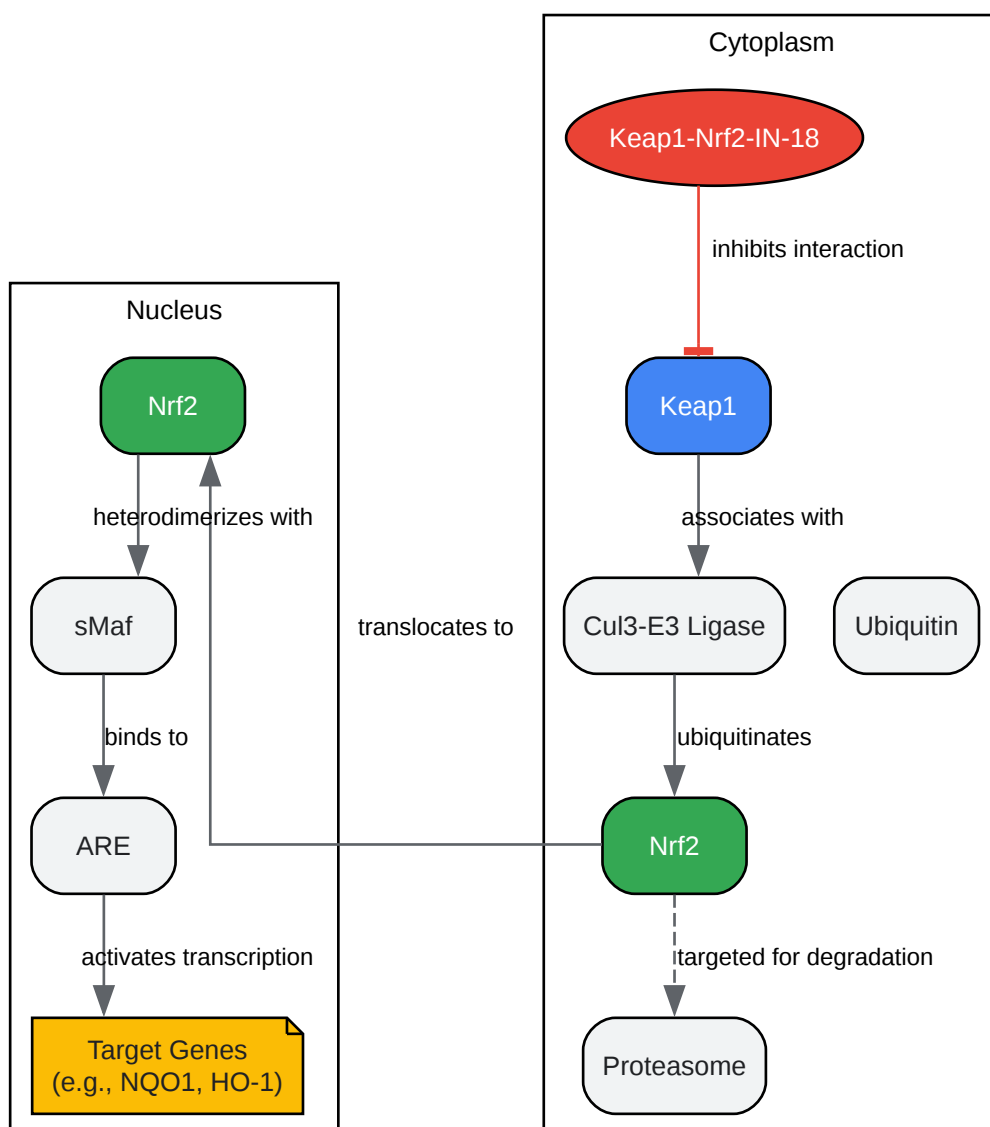 Cytoplasm
Keap1-Nrf2-IN-18
inhibits interaction
Keap1
associates with
Cul3-E3 Ligase
Ubiquitin
ubiquitinates
Nrf2
targeted for degradation
Proteasome
translocates to
Nucleus
Nrf2
heterodimerizes with
sMaf
binds to
ARE
activates transcription
Target Genes
(e.g., NQO1, HO-1)